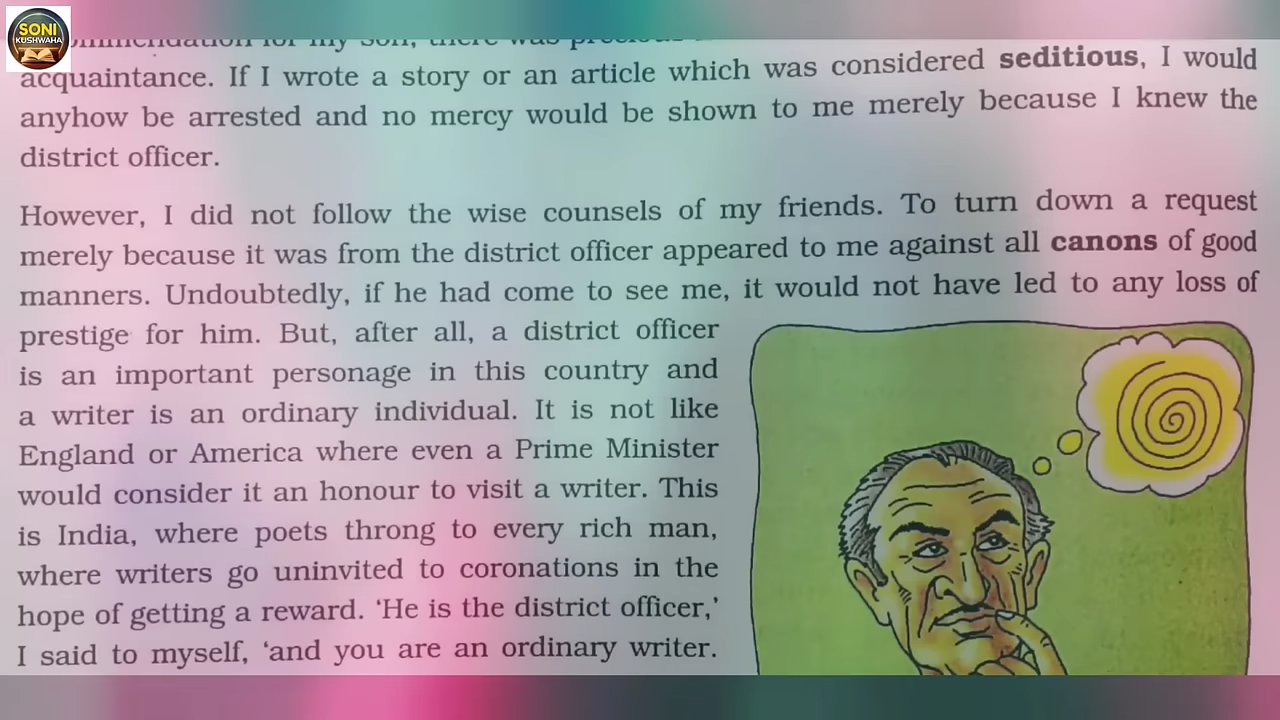 SONI
KUSHWAHA
for my son, there was
acquaintance. If I wrote a story or an article which was considered seditious, I would
anyhow be arrested and no mercy would be shown to me merely because I knew the
district officer.
However, I did not follow the wise counsels of my friends. To turn down a request
merely because it was from the district officer appeared to me against all canons of good
manners. Undoubtedly, if he had come to see me, it would not have led to any loss of
prestige for him. But, after all, a district officer
is an important personage in this country and
a writer is an ordinary individual. It is not like
England or America where even a Prime Minister
would consider it an honour to visit a writer. This
is India, where poets throng to every rich man,
where writers go uninvited to coronations in the
hope of getting a reward. ‘He is the district officer,’
I said to myself, ‘and you are an ordinary writer.